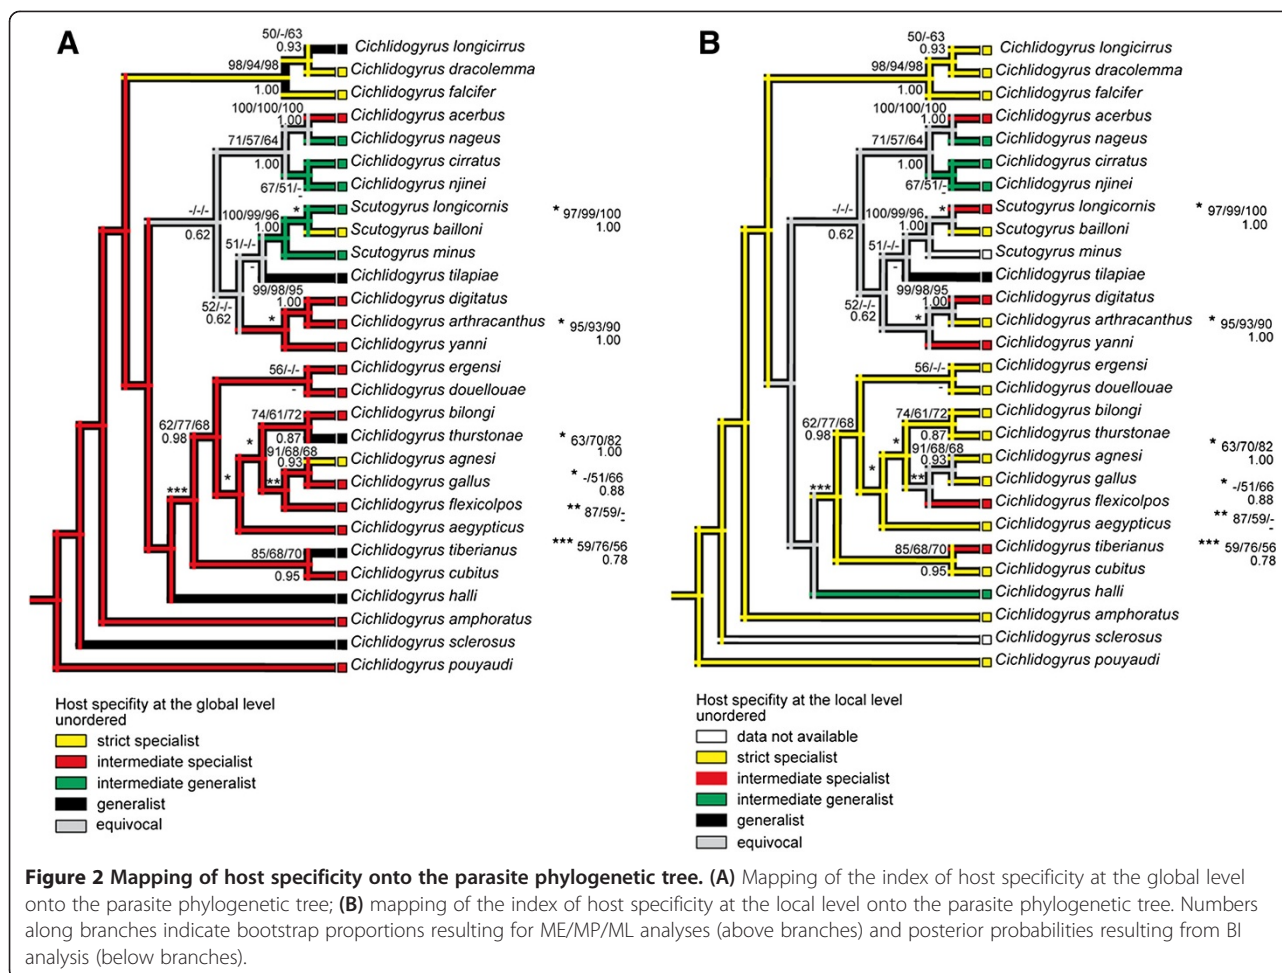 A
50/-/63
0.93
Cichlidogyrus longicirrus
98/94/98
Cichlidogyrus dracolemma
1.00
Cichlidogyrus falcifer
100/100/100
1.00
Cichlidogyrus acerbus
71/57/64
Cichlidogyrus nageus
1.00
Cichlidogyrus cirratus
67/51/-
-
Cichlidogyrus njinei
-/-/-
0.62
100/99/96
1.00
*
Scutogyrus longicornis
* 97/99/100
1.00
Scutogyrus bailloni
51/-/-
-
Scutogyrus minus
Cichlidogyrus tilapiae
52/-/-
0.62
99/98/95
1.00
Cichlidogyrus digitatus
*
Cichlidogyrus arthracanthus
* 95/93/90
1.00
Cichlidogyrus yanni
56/-/-
-
Cichlidogyrus ergensi
Cichlidogyrus douellouae
62/77/68
0.98
74/61/72
0.87
Cichlidogyrus bilongi
*
Cichlidogyrus thurstonae
* 63/70/82
1.00
91/68/68
0.93
Cichlidogyrus agnesi
*
**
Cichlidogyrus gallus
* -/51/66
0.88
***
Cichlidogyrus flexicolpos
** 87/59/-
-
Cichlidogyrus aegypticus
85/68/70
0.95
Cichlidogyrus tiberianus
*** 59/76/56
0.78
Cichlidogyrus cubitus
Cichlidogyrus halli
Cichlidogyrus amphoratus
Cichlidogyrus sclerosus
Cichlidogyrus pouyaudi
Host specifity at the global level
unordered
strict specialist
intermediate specialist
intermediate generalist
generalist
equivocal
B
50/-/63
0.93
Cichlidogyrus longicirrus
98/94/98
Cichlidogyrus dracolemma
1.00
Cichlidogyrus falcifer
100/100/100
1.00
Cichlidogyrus acerbus
71/57/64
Cichlidogyrus nageus
1.00
Cichlidogyrus cirratus
67/51/-
-
Cichlidogyrus njinei
-/-/-
0.62
100/99/96
1.00
*
Scutogyrus longicornis
* 97/99/100
1.00
Scutogyrus bailloni
51/-/-
-
Scutogyrus minus
Cichlidogyrus tilapiae
52/-/-
0.62
99/98/95
1.00
Cichlidogyrus digitatus
*
Cichlidogyrus arthracanthus
* 95/93/90
1.00
Cichlidogyrus yanni
56/-/-
-
Cichlidogyrus ergensi
Cichlidogyrus douellouae
62/77/68
0.98
74/61/72
0.87
Cichlidogyrus bilongi
*
Cichlidogyrus thurstonae
* 63/70/82
1.00
91/68/68
0.93
Cichlidogyrus agnesi
*
**
Cichlidogyrus gallus
* -/51/66
0.88
***
Cichlidogyrus flexicolpos
** 87/59/-
-
Cichlidogyrus aegypticus
85/68/70
0.95
Cichlidogyrus tiberianus
*** 59/76/56
0.78
Cichlidogyrus cubitus
Cichlidogyrus halli
Cichlidogyrus amphoratus
Cichlidogyrus sclerosus
Cichlidogyrus pouyaudi
Host specifity at the local level
unordered
data not available
strict specialist
intermediate specialist
intermediate generalist
generalist
equivocal
Figure 2 Mapping of host specificity onto the parasite phylogenetic tree. (A) Mapping of the index of host specificity at the global level
onto the parasite phylogenetic tree; (B) mapping of the index of host specificity at the local level onto the parasite phylogenetic tree. Numbers
along branches indicate bootstrap proportions resulting for ME/MP/ML analyses (above branches) and posterior probabilities resulting from BI
analysis (below branches).